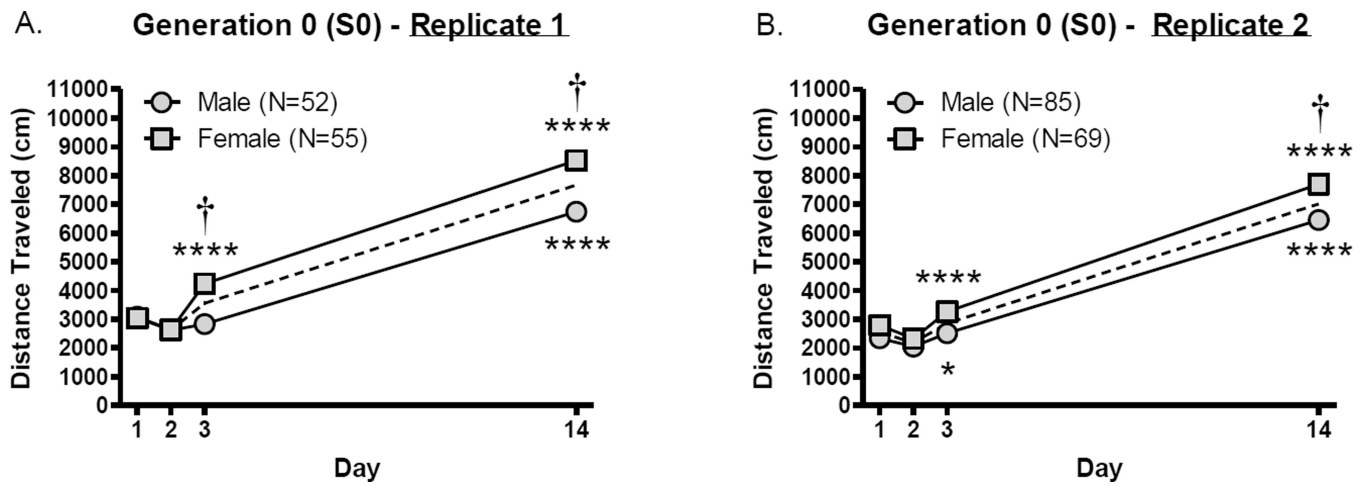 A. Generation 0 (S0) - Replicate 1
Distance Traveled (cm)
11000
10000
9000
8000
7000
6000
5000
4000
3000
2000
1000
0
Male (N=52)
Female (N=55)
†
****
†
****
****
1 2 3 14
Day
B. Generation 0 (S0) - Replicate 2
Distance Traveled (cm)
11000
10000
9000
8000
7000
6000
5000
4000
3000
2000
1000
0
Male (N=85)
Female (N=69)
****
*
†
****
****
1 2 3 14
Day